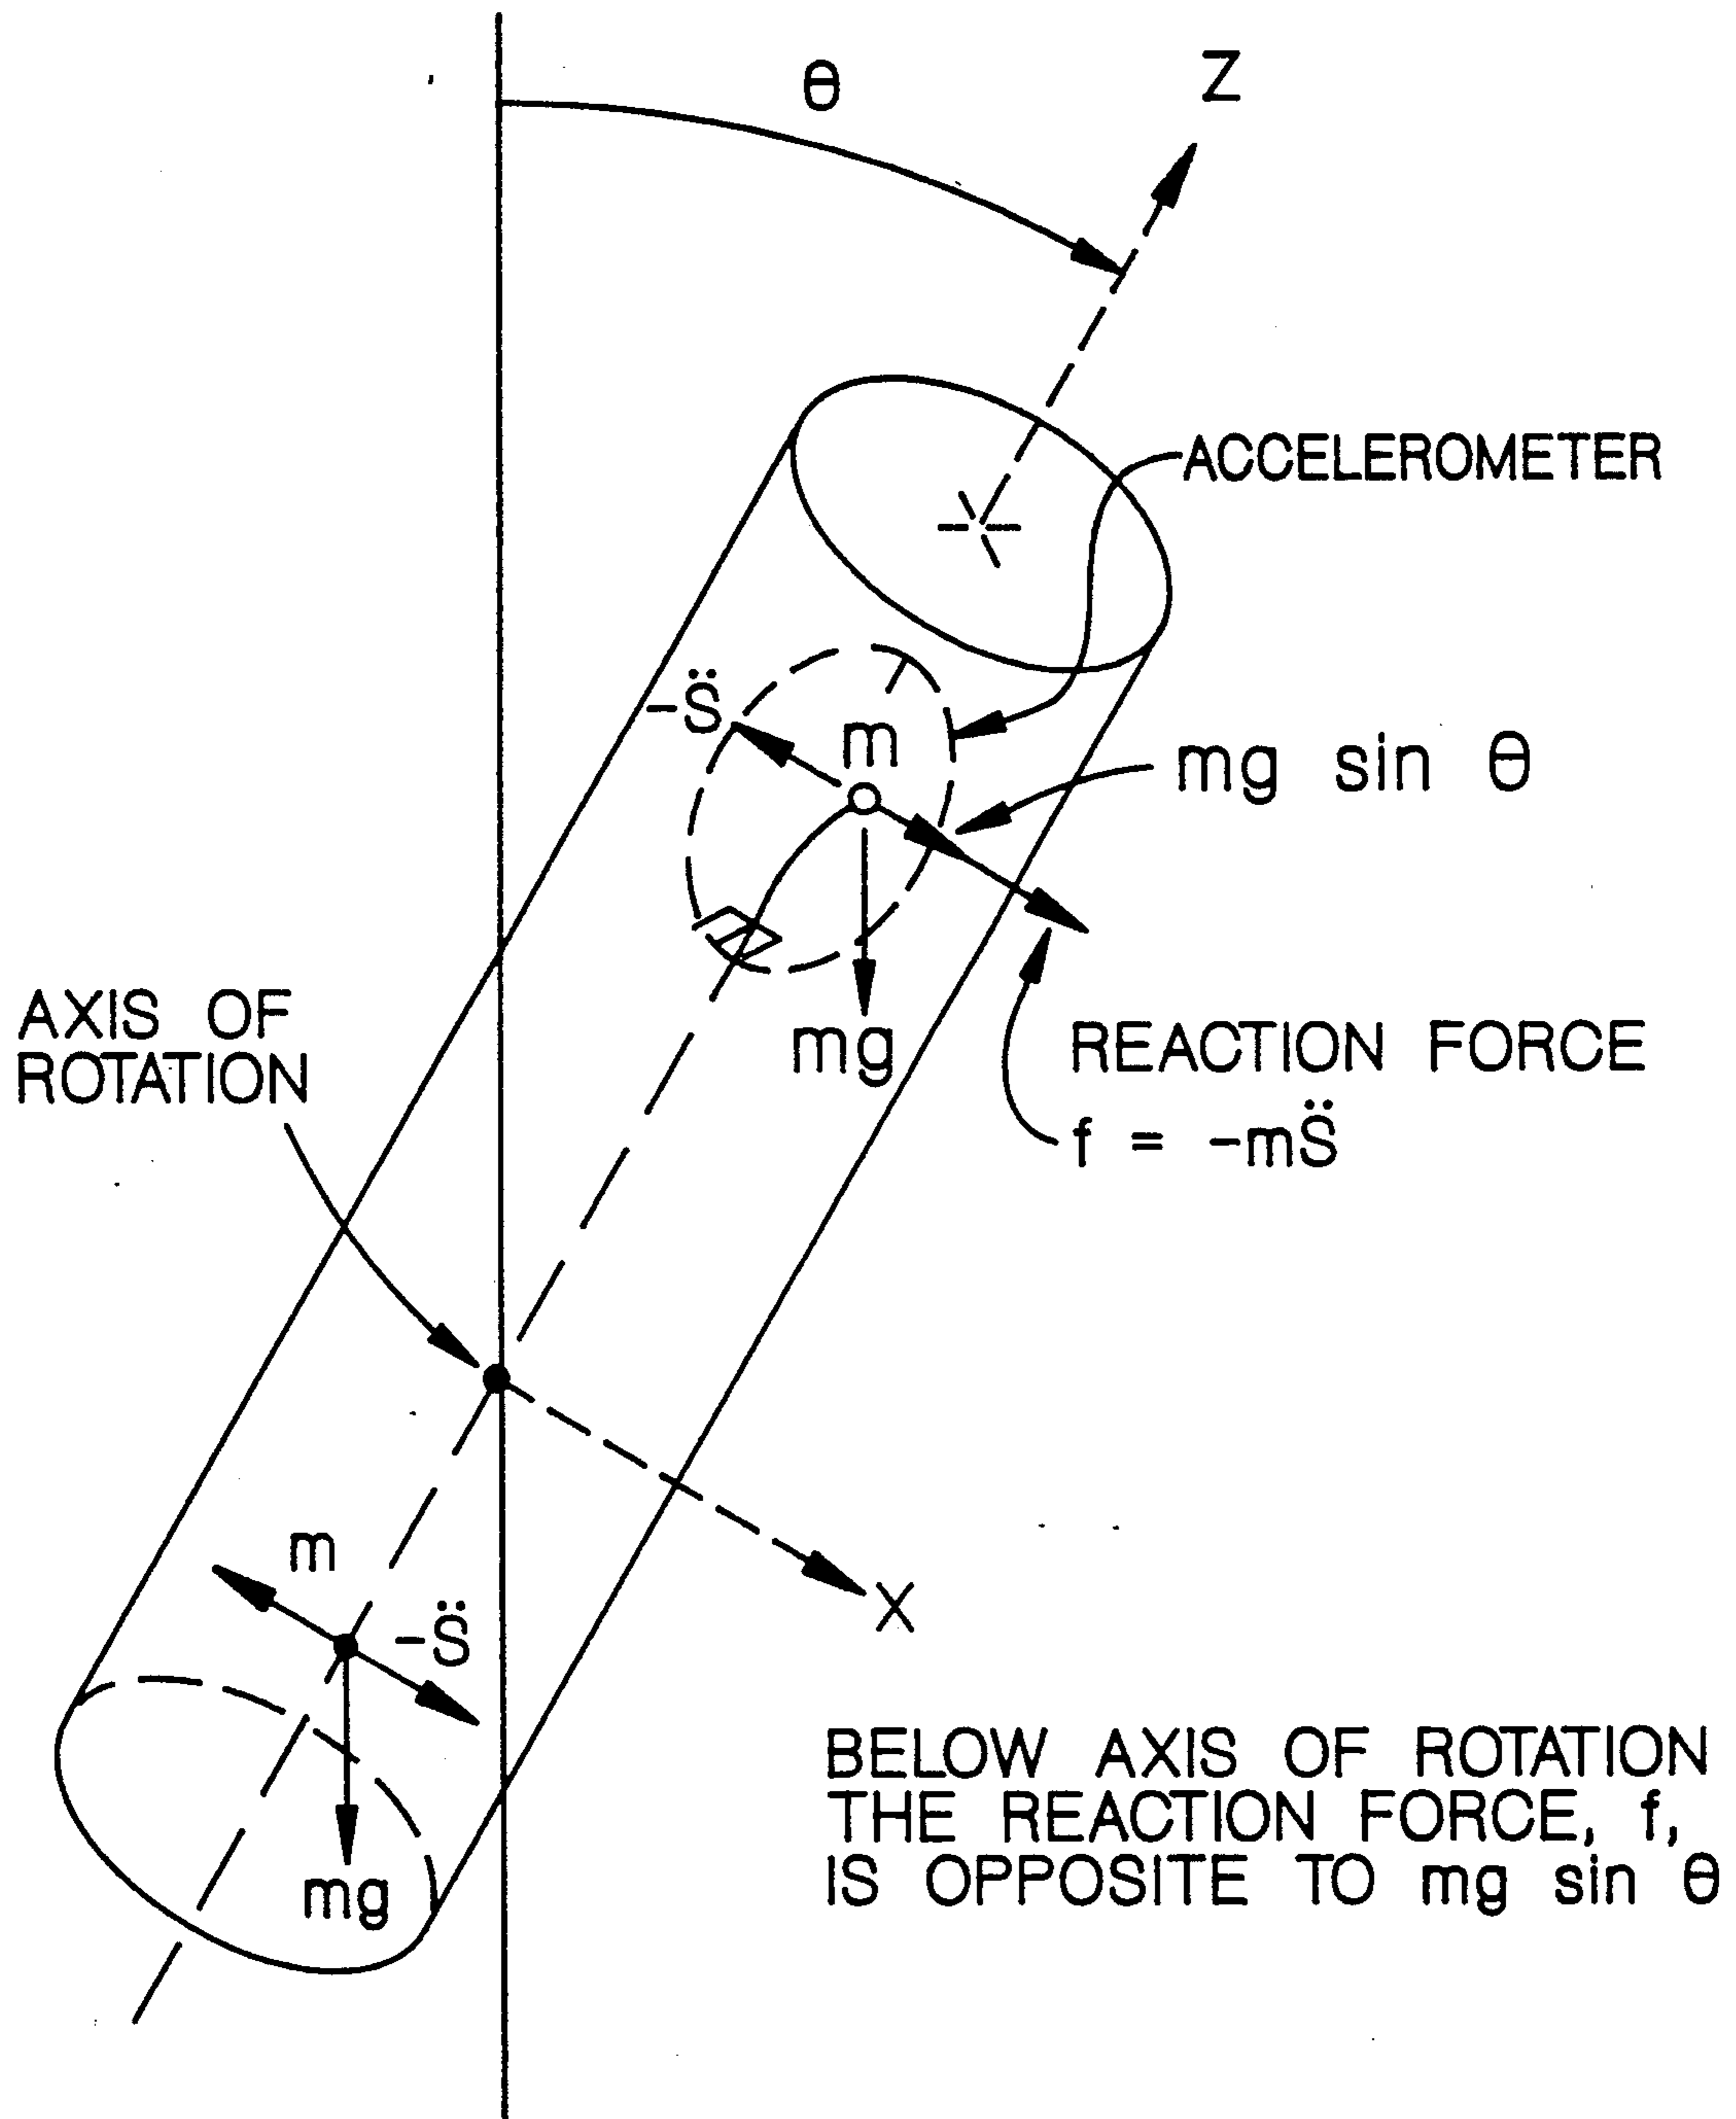 θ
Z
ACCELEROMETER
-S̈
m
mg sin θ
AXIS OF
ROTATION
mg
REACTION FORCE
f = -mS̈
m
-S̈
X
mg
BELOW AXIS OF ROTATION
THE REACTION FORCE, f,
IS OPPOSITE TO mg sin θ